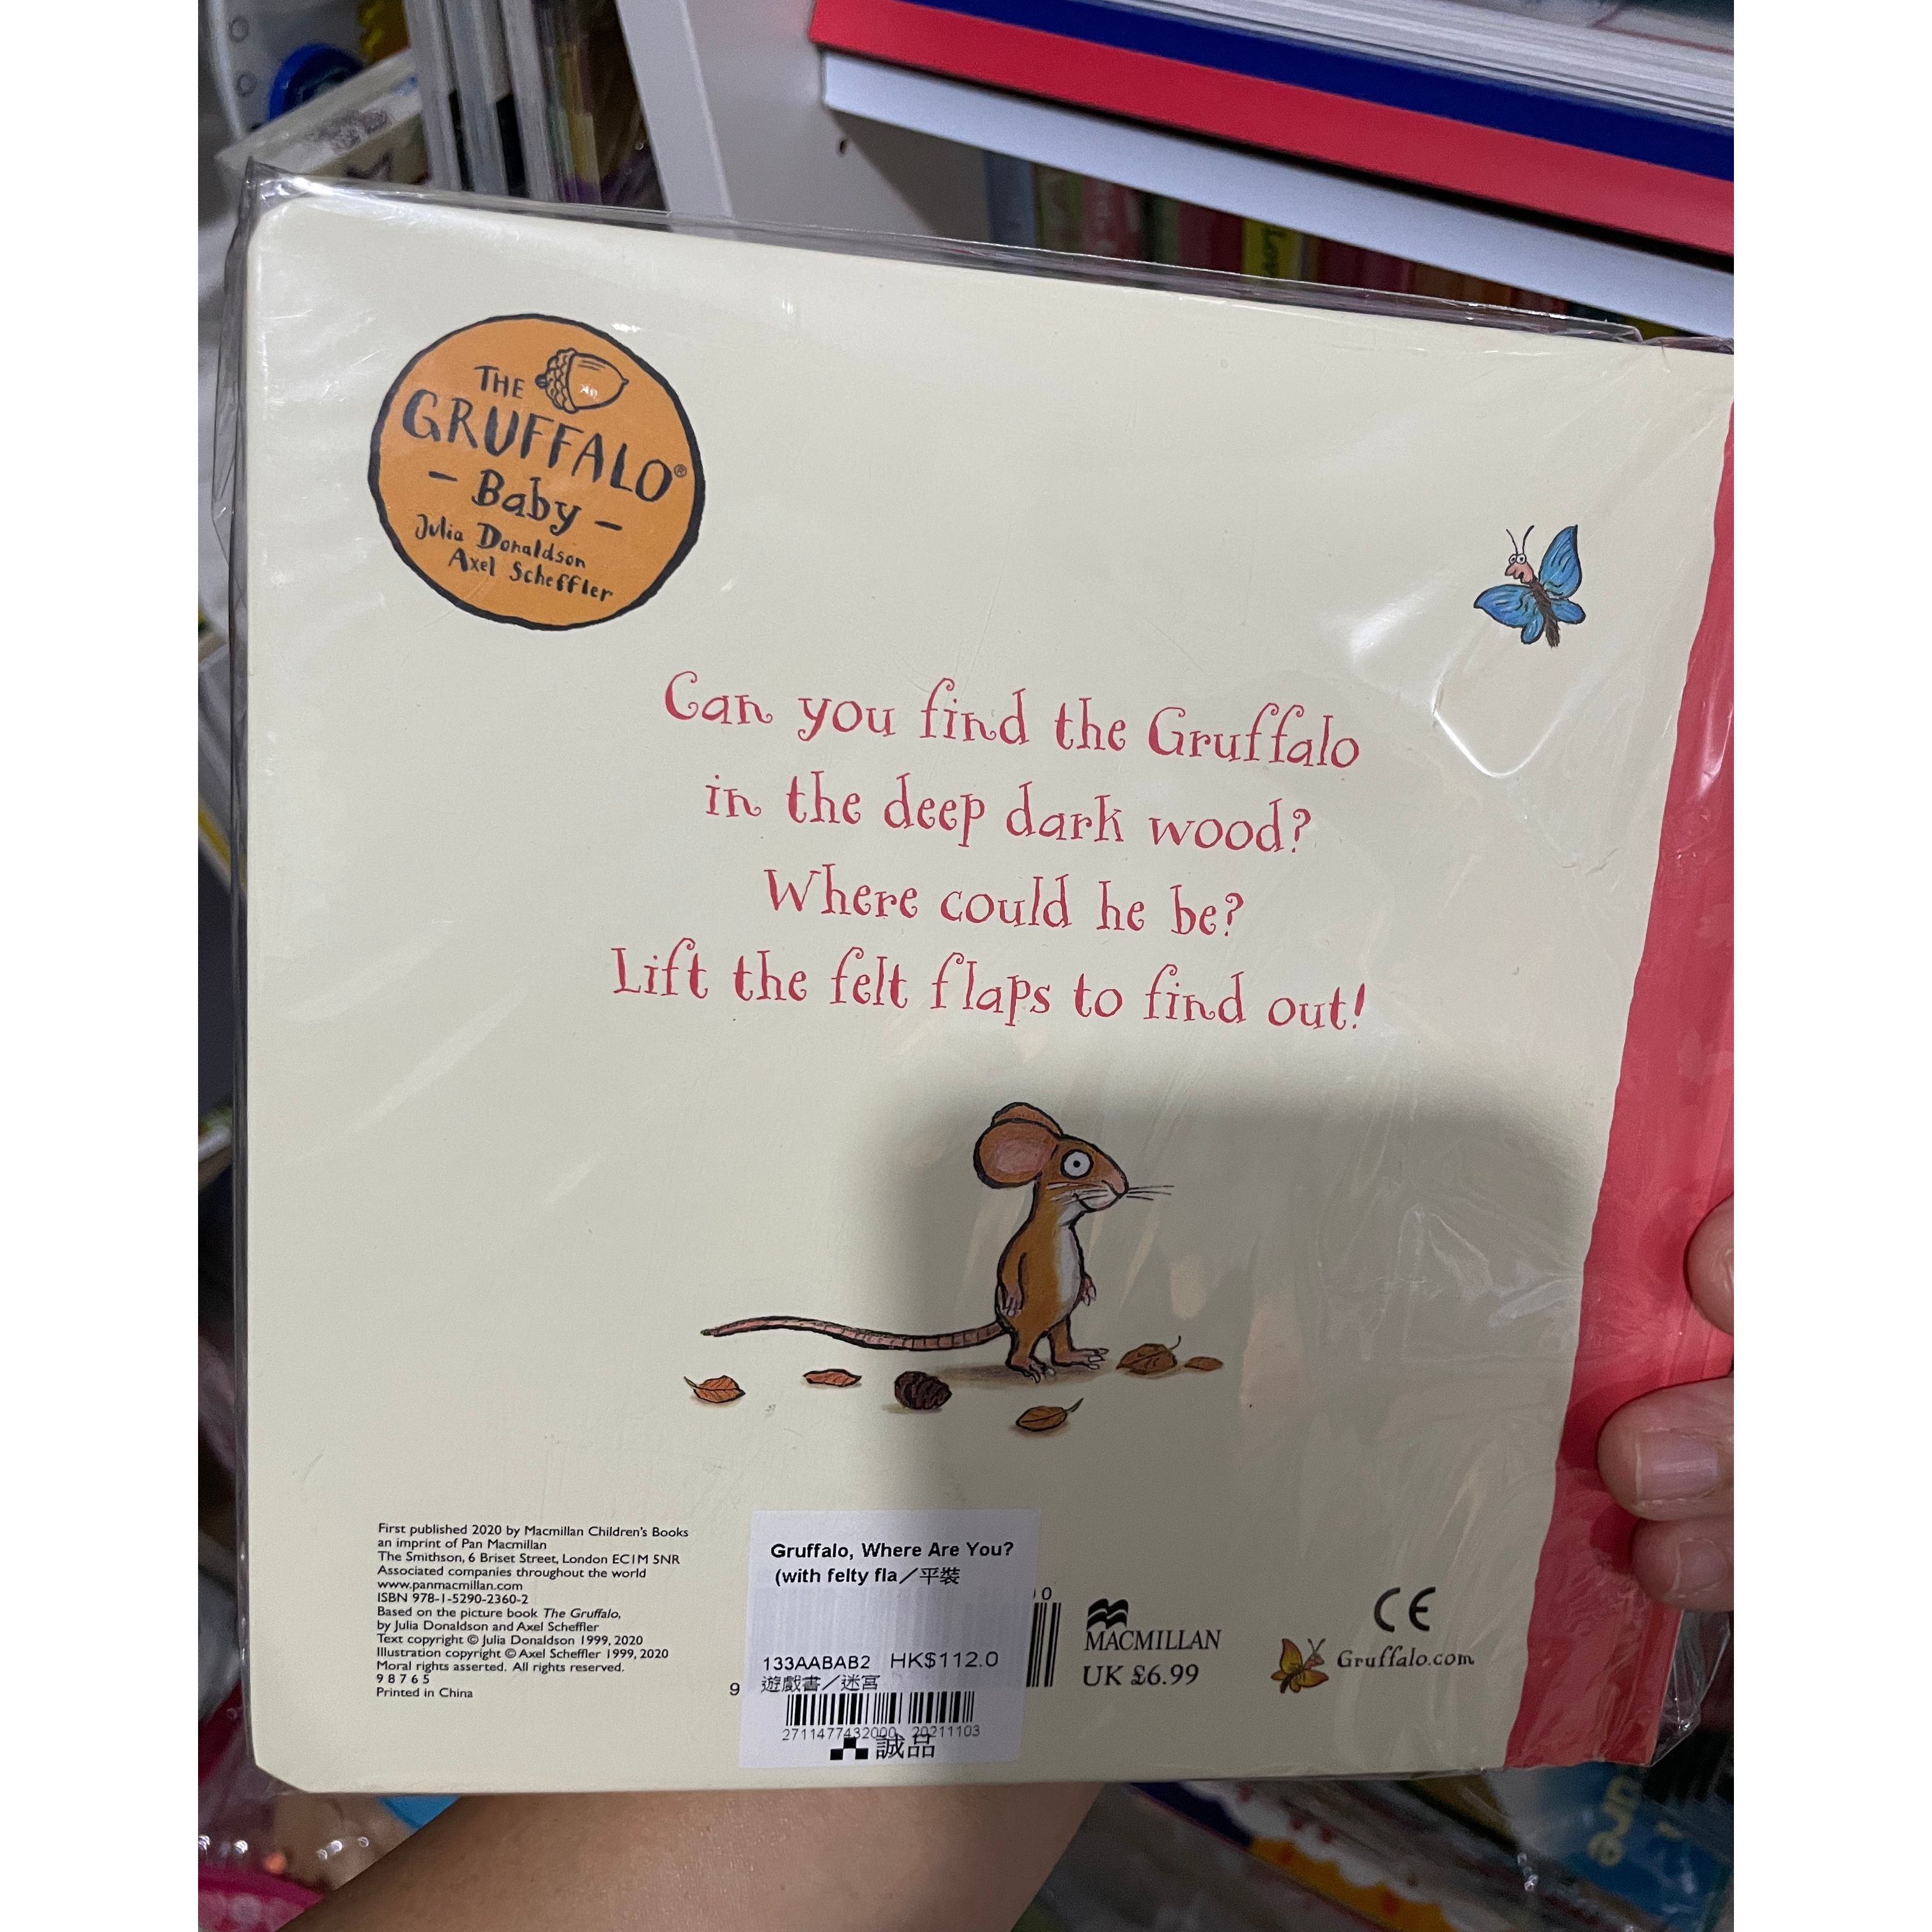 THE
GRUFFALO®
- Baby -
Julia Donaldson
Axel Scheffler
Can you find the Gruffalo
in the deep dark wood?
Where could he be?
Lift the felt flaps to find out!
First published 2020 by Macmillan Children's Books
an imprint of Pan Macmillan
The Smithson, 6 Briset Street, London EC1M 5NR
Associated companies throughout the world
www.panmacmillan.com
ISBN 978-1-5290-2360-2
Based on the picture book The Gruffalo,
by Julia Donaldson and Axel Scheffler
Text copyright © Julia Donaldson 1999, 2020
Illustration copyright © Axel Scheffler 1999, 2020
Moral rights asserted. All rights reserved.
9 8 7 6 5
Printed in China
Gruffalo, Where Are You?
(with felty fla／平裝
133AABAB2 HK$112.0
遊戲書／迷宮
2711477432000 20211103
誠品
9
0
MACMILLAN
UK £6.99
CE
Gruffalo.com